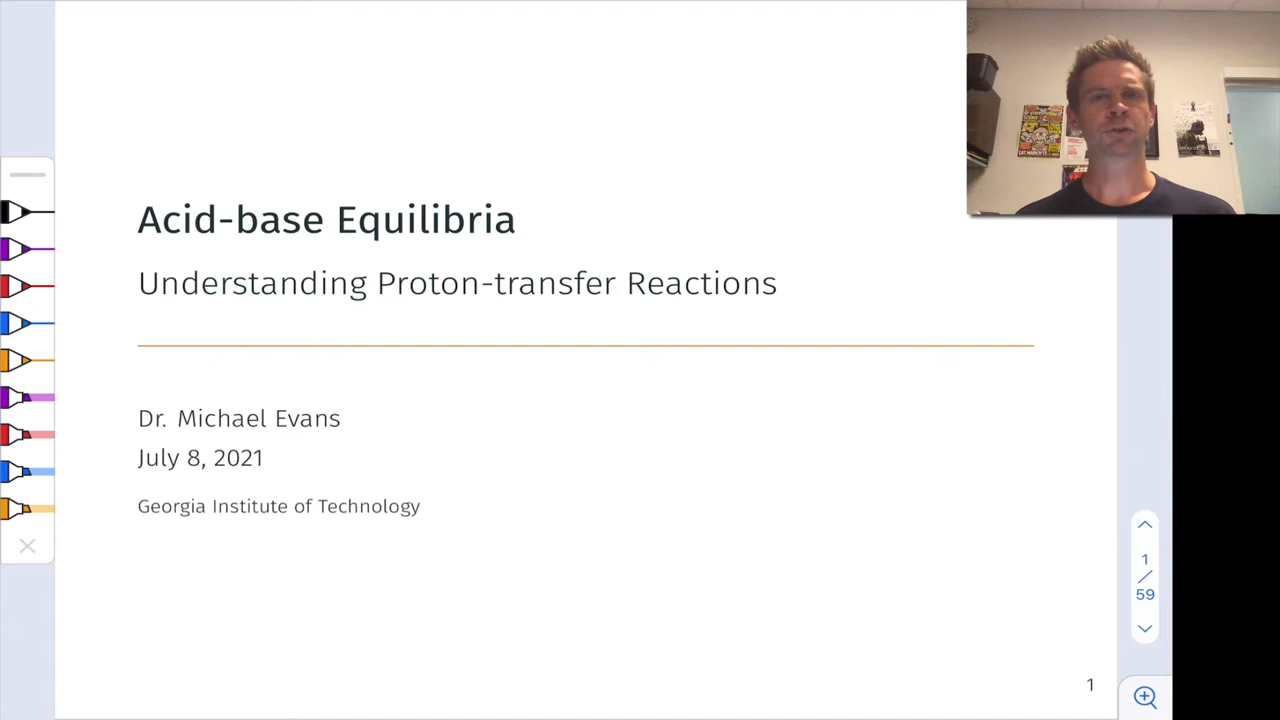 Acid-base Equilibria
Understanding Proton-transfer Reactions
Dr. Michael Evans
July 8, 2021
Georgia Institute of Technology
1
/
59
1